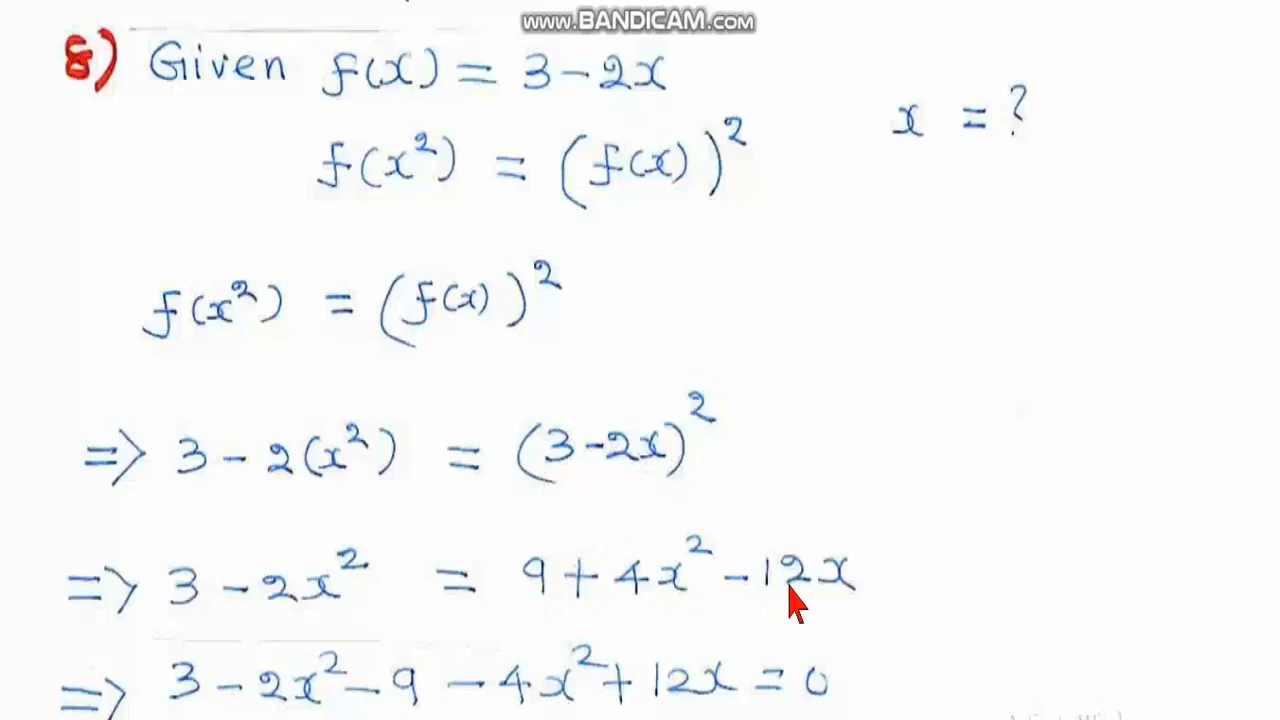 www.BANDICAM.com
8) Given f(x) = 3 - 2x
x = ?
f(x²) = (f(x))²
f(x²) = (f(x))²
=> 3 - 2(x²) = (3-2x)²
=> 3 - 2x² = 9 + 4x² - 12x
=> 3 - 2x² - 9 - 4x² + 12x = 0